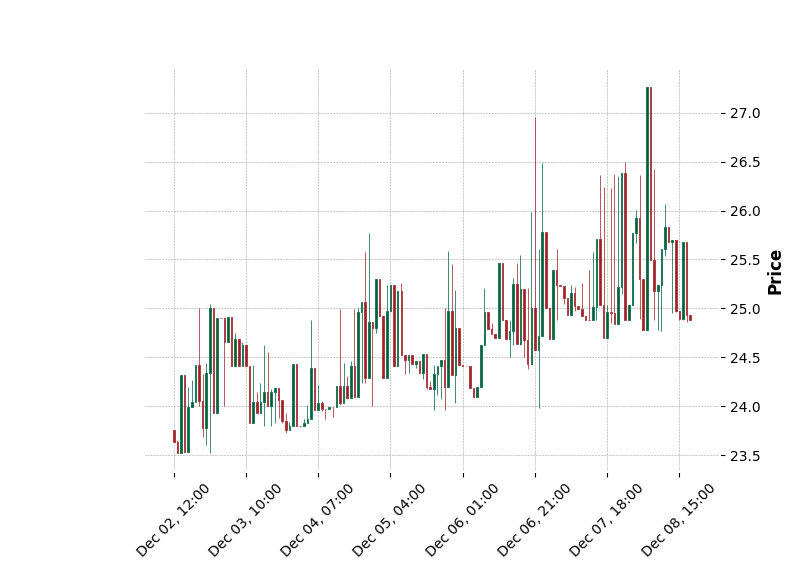 27.0
26.5
26.0
25.5
25.0
24.5
24.0
23.5
Price
Dec 02, 12:00
Dec 03, 10:00
Dec 04, 07:00
Dec 05, 04:00
Dec 06, 01:00
Dec 06, 21:00
Dec 07, 18:00
Dec 08, 15:00